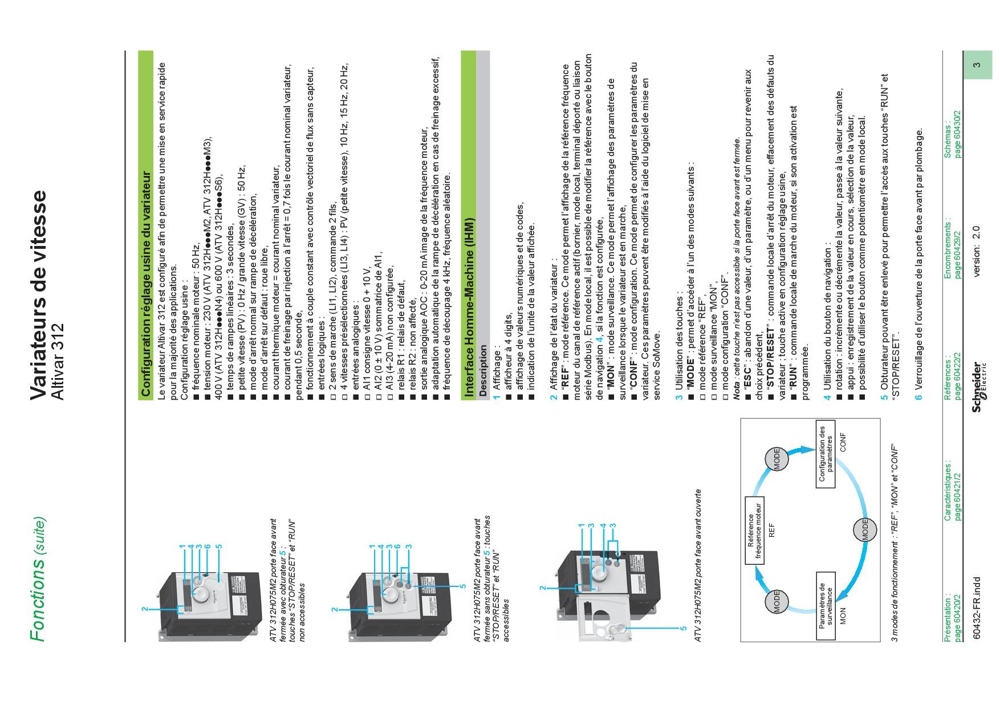 Fonctions (suite)
Variateurs de vitesse
Altivar 312
1
4
3
6
5
2
ATV 312H075M2 porte face avant
fermée avec obturateur 5 :
touches "STOP/RESET" et "RUN"
non accessibles
1
4
3
6
3
5
2
ATV 312H075M2 porte face avant
fermée sans obturateur 5 : touches
"STOP/RESET" et "RUN"
accessibles
1
3
4
3
2
5
ATV 312H075M2 porte face avant ouverte
Référence
fréquence moteur
REF
MODE
MODE
Paramètres de
surveillance
MON
Configuration des
paramètres
CONF
MODE
3 modes de fonctionnement : "REF", "MON" et "CONF"
Configuration réglage usine du variateur
Le variateur Altivar 312 est configuré afin de permettre une mise en service rapide
pour la majorité des applications.
Configuration réglage usine :
■ fréquence nominale moteur : 50 Hz,
■ tension moteur : 230 V (ATV 312H●●●M2, ATV 312H●●●M3),
400 V (ATV 312H●●●N4) ou 600 V (ATV 312H●●●S6),
■ temps de rampes linéaires : 3 secondes,
■ petite vitesse (PV) : 0 Hz / grande vitesse (GV) : 50 Hz,
■ mode d'arrêt normal sur rampe de décélération,
■ mode d'arrêt sur défaut : roue libre,
■ courant thermique moteur = courant nominal variateur,
■ courant de freinage par injection à l'arrêt = 0,7 fois le courant nominal variateur,
pendant 0,5 seconde,
■ fonctionnement à couple constant avec contrôle vectoriel de flux sans capteur,
■ entrées logiques :
□ 2 sens de marche (LI1, LI2), commande 2 fils,
□ 4 vitesses présélectionnées (LI3, LI4) : PV (petite vitesse), 10 Hz, 15 Hz, 20 Hz,
■ entrées analogiques :
□ AI1 consigne vitesse 0 + 10 V,
□ AI2 (0 ± 10 V) sommatrice de AI1,
□ AI3 (4-20 mA) non configurée,
■ relais R1 : relais de défaut,
■ relais R2 : non affecté,
■ sortie analogique AOC : 0-20 mA image de la fréquence moteur,
■ adaptation automatique de la rampe de décélération en cas de freinage excessif,
■ fréquence de découpage 4 kHz, fréquence aléatoire.
Interface Homme-Machine (IHM)
Description
1 Affichage :
■ afficheur à 4 digits,
■ affichage de valeurs numériques et de codes,
■ indication de l'unité de la valeur affichée.
2 Affichage de l'état du variateur :
■ "REF" : mode référence. Ce mode permet l'affichage de la référence fréquence
moteur du canal de référence actif (bornier, mode local, terminal déporté ou liaison
série Modbus). En mode local, il est possible de modifier la référence avec le bouton
de navigation 4, si la fonction est configurée,
■ "MON" : mode surveillance. Ce mode permet l'affichage des paramètres de
surveillance lorsque le variateur est en marche,
■ "CONF" : mode configuration. Ce mode permet de configurer les paramètres du
variateur. Ces paramètres peuvent être modifiés à l'aide du logiciel de mise en
service SoMove.
3 Utilisation des touches :
■ "MODE" : permet d'accéder à l'un des modes suivants :
□ mode référence "REF",
□ mode surveillance "MON",
□ mode configuration "CONF".
Nota : cette touche n'est pas accessible si la porte face avant est fermée.
■ "ESC" : abandon d'une valeur, d'un paramètre, ou d'un menu pour revenir aux
choix précédent,
■ "STOP/RESET" : commande locale d'arrêt du moteur, effacement des défauts du
variateur ; touche active en configuration réglage usine,
■ "RUN" : commande locale de marche du moteur, si son activation est
programmée.
4 Utilisation du bouton de navigation :
■ rotation : incrémente ou décrémente la valeur, passe à la valeur suivante,
■ appui : enregistrement de la valeur en cours, sélection de la valeur,
■ possibilité d'utiliser le bouton comme potentiomètre en mode local.
5 Obturateur pouvant être enlevé pour permettre l'accès aux touches "RUN" et
"STOP/RESET".
6 Verrouillage de l'ouverture de la porte face avant par plombage.
Présentation :
page 60420/2
Caractéristiques :
page 60421/2
Références :
page 60422/2
Encombrements :
page 60429/2
Schémas :
page 60430/2
60432-FR.indd
Schneider
Electric
version: 2.0
3